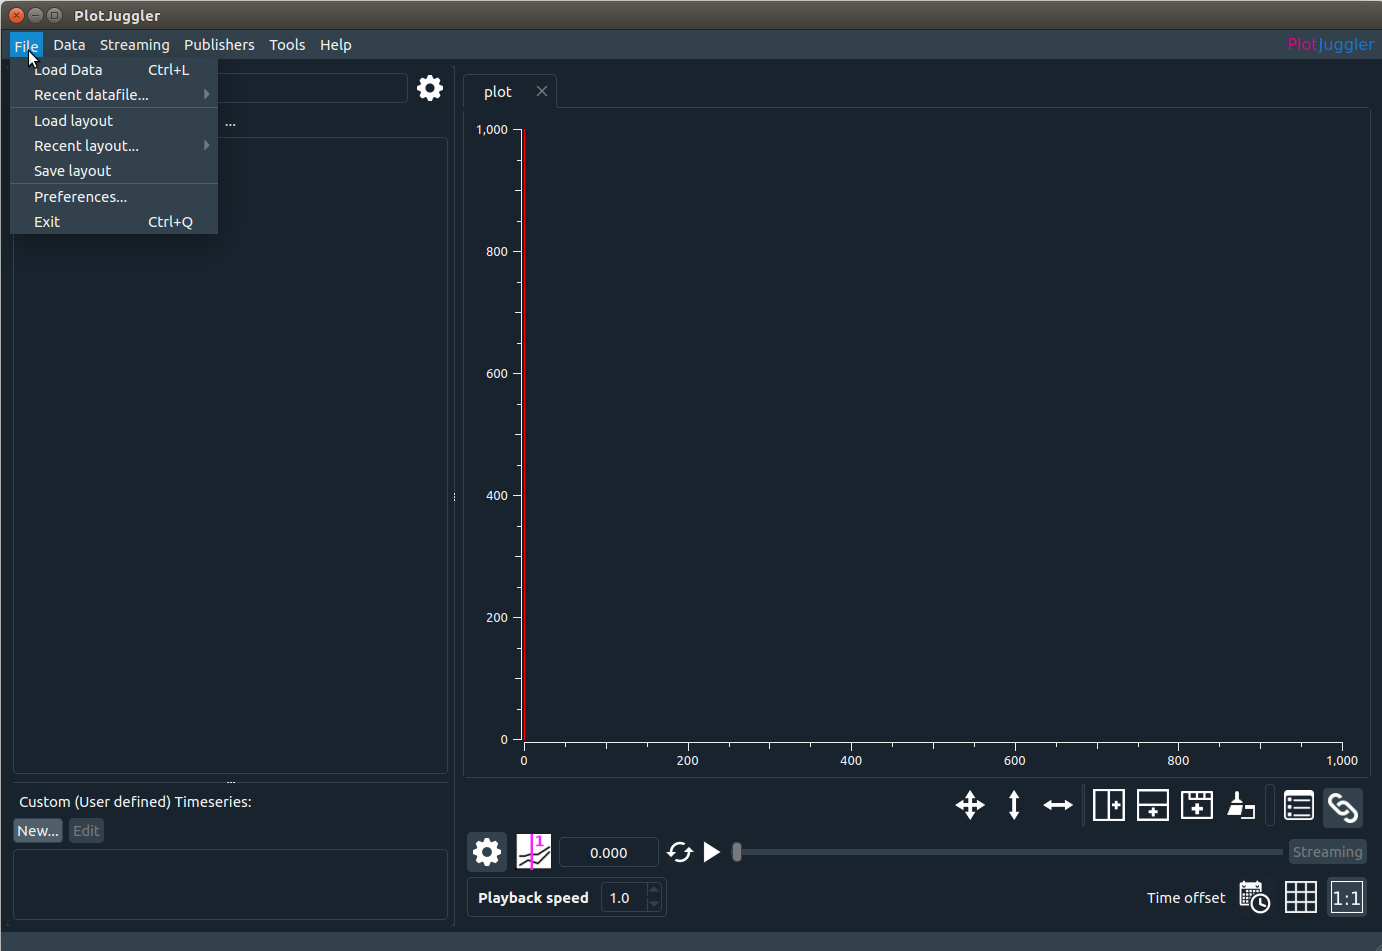 PlotJuggler
File Data Streaming Publishers Tools Help
PlotJuggler
Load Data Ctrl+L
Recent datafile...
Load layout
Recent layout...
Save layout
Preferences...
Exit Ctrl+Q
...
plot
1,000
800
600
400
200
0
0 200 400 600 800 1,000
Custom (User defined) Timeseries:
New... Edit
1
0.000
Streaming
Playback speed 1.0
Time offset
1:1